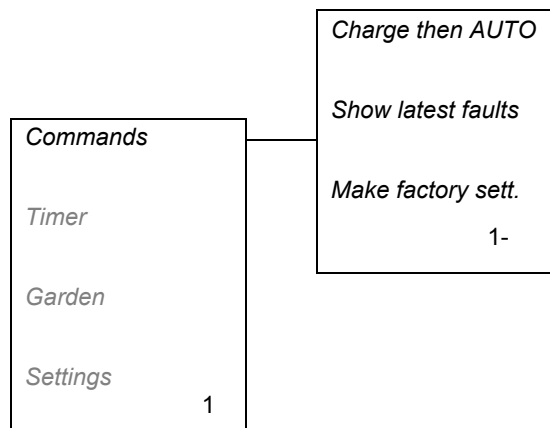 Charge then AUTO
Show latest faults
Make factory sett.
1-
Commands
Timer
Garden
Settings
1